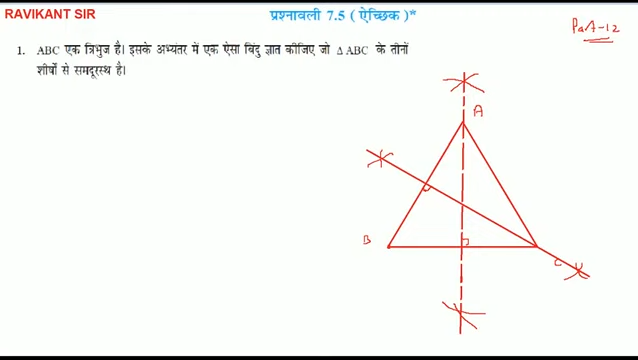 RAVIKANT SIR
प्रश्नावली 7.5 ( ऐच्छिक )*
Part-12
1. ABC एक त्रिभुज है। इसके अभ्यंतर में एक ऐसा बिंदु ज्ञात कीजिए जो Δ ABC के तीनों
शीर्षों से समदूरस्थ है।
A
B
C